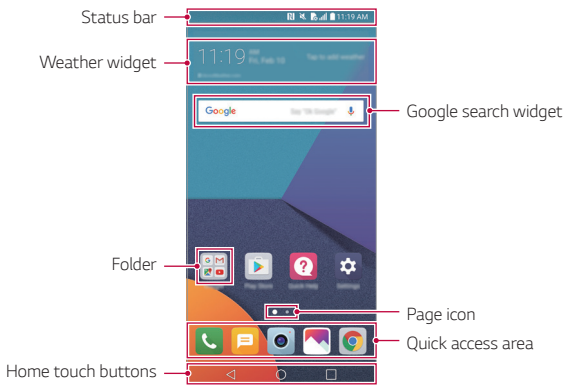 Status bar
11:19 AM
Weather widget
11:19
AM
Fri, Feb 10
Tap to add weather
Google
Say "Ok Google"
Google search widget
Folder
Play Store
Quick Help
Settings
Page icon
Quick access area
Home touch buttons